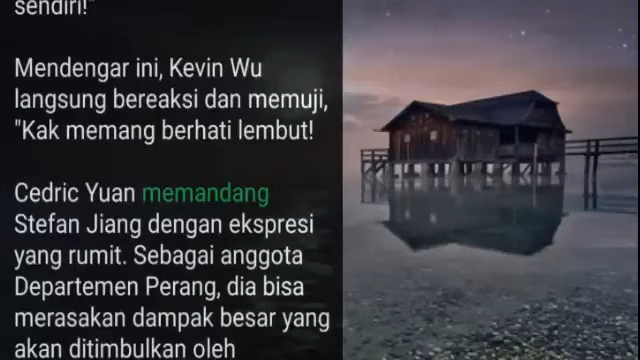 sendiri!"
Mendengar ini, Kevin Wu
langsung bereaksi dan memuji,
"Kak memang berhati lembut!
Cedric Yuan memandang
Stefan Jiang dengan ekspresi
yang rumit. Sebagai anggota
Departemen Perang, dia bisa
merasakan dampak besar yang
akan ditimbulkan oleh